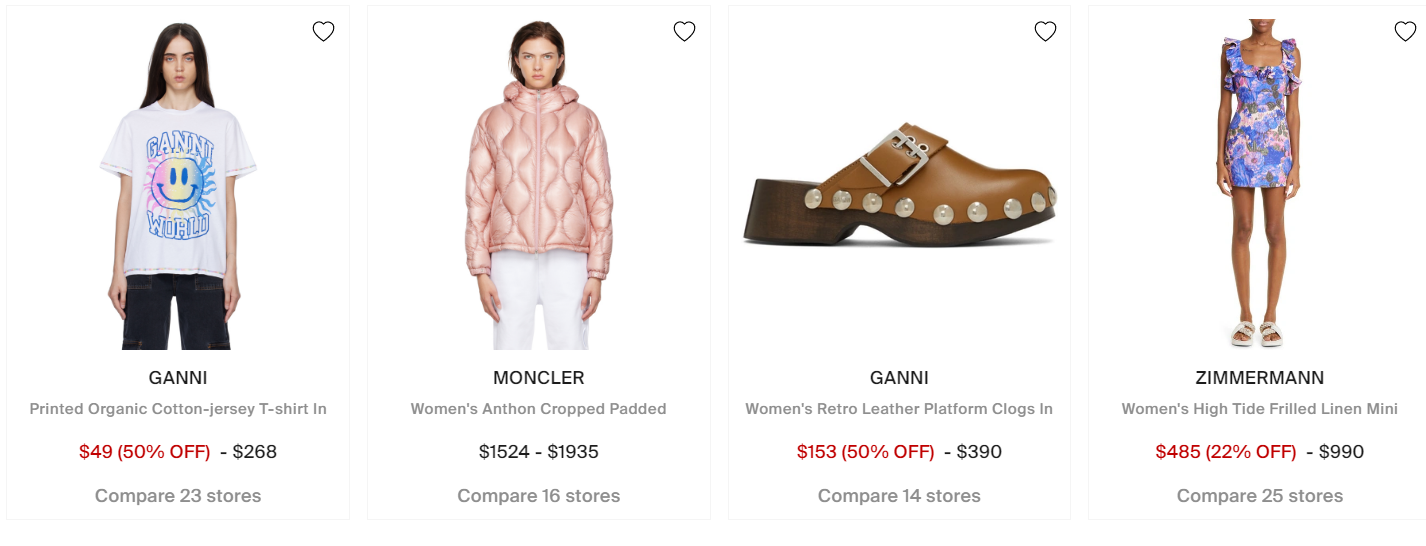 GANNI
WORLD
GANNI
Printed Organic Cotton-jersey T-shirt In
$49 (50% OFF) - $268
Compare 23 stores
MONCLER
Women's Anthon Cropped Padded
$1524 - $1935
Compare 16 stores
GANNI
Women's Retro Leather Platform Clogs In
$153 (50% OFF) - $390
Compare 14 stores
ZIMMERMANN
Women's High Tide Frilled Linen Mini
$485 (22% OFF) - $990
Compare 25 stores